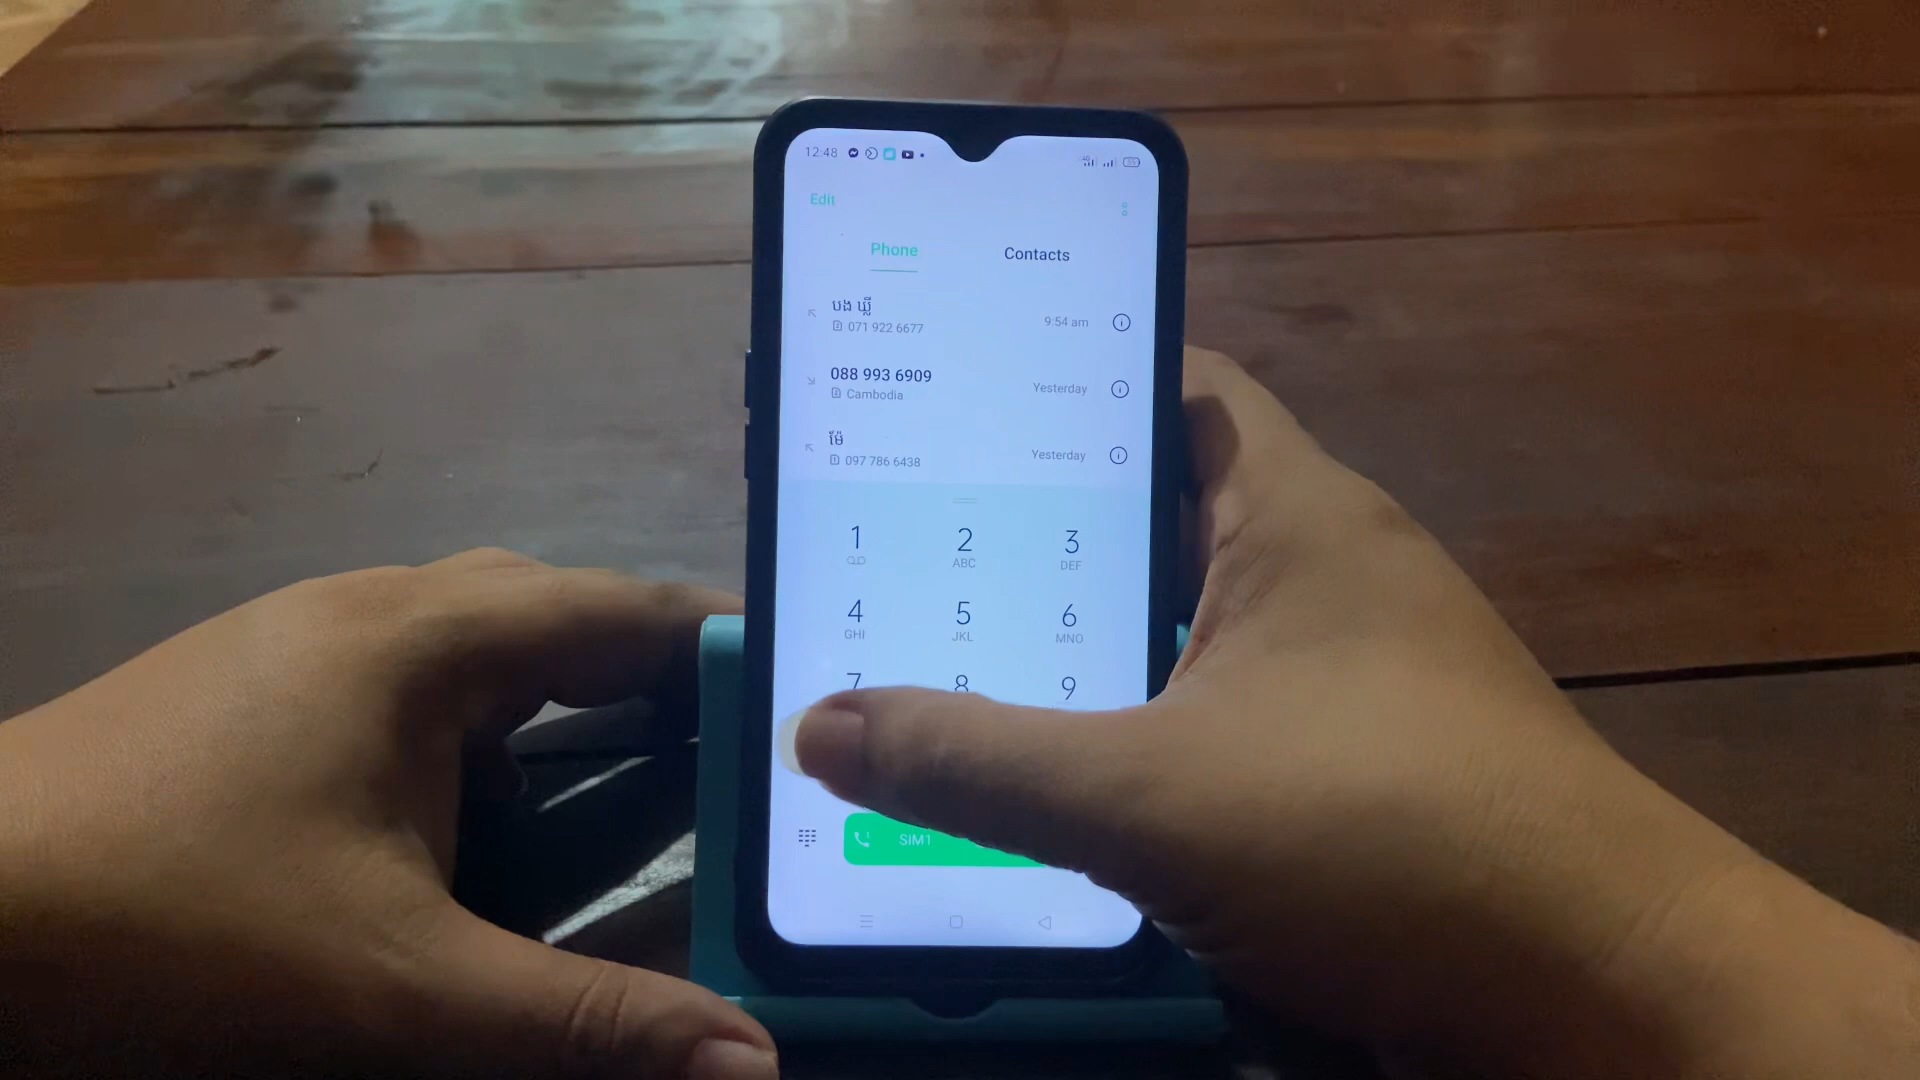 12:48
Edit
Phone Contacts
បង ឃ្លី
071 922 6677 9:54 am
088 993 6909
Cambodia Yesterday
ម៉ែ
097 786 6438 Yesterday
1 2 3
ABC DEF
4 5 6
GHI JKL MNO
7 8 9
SIM1